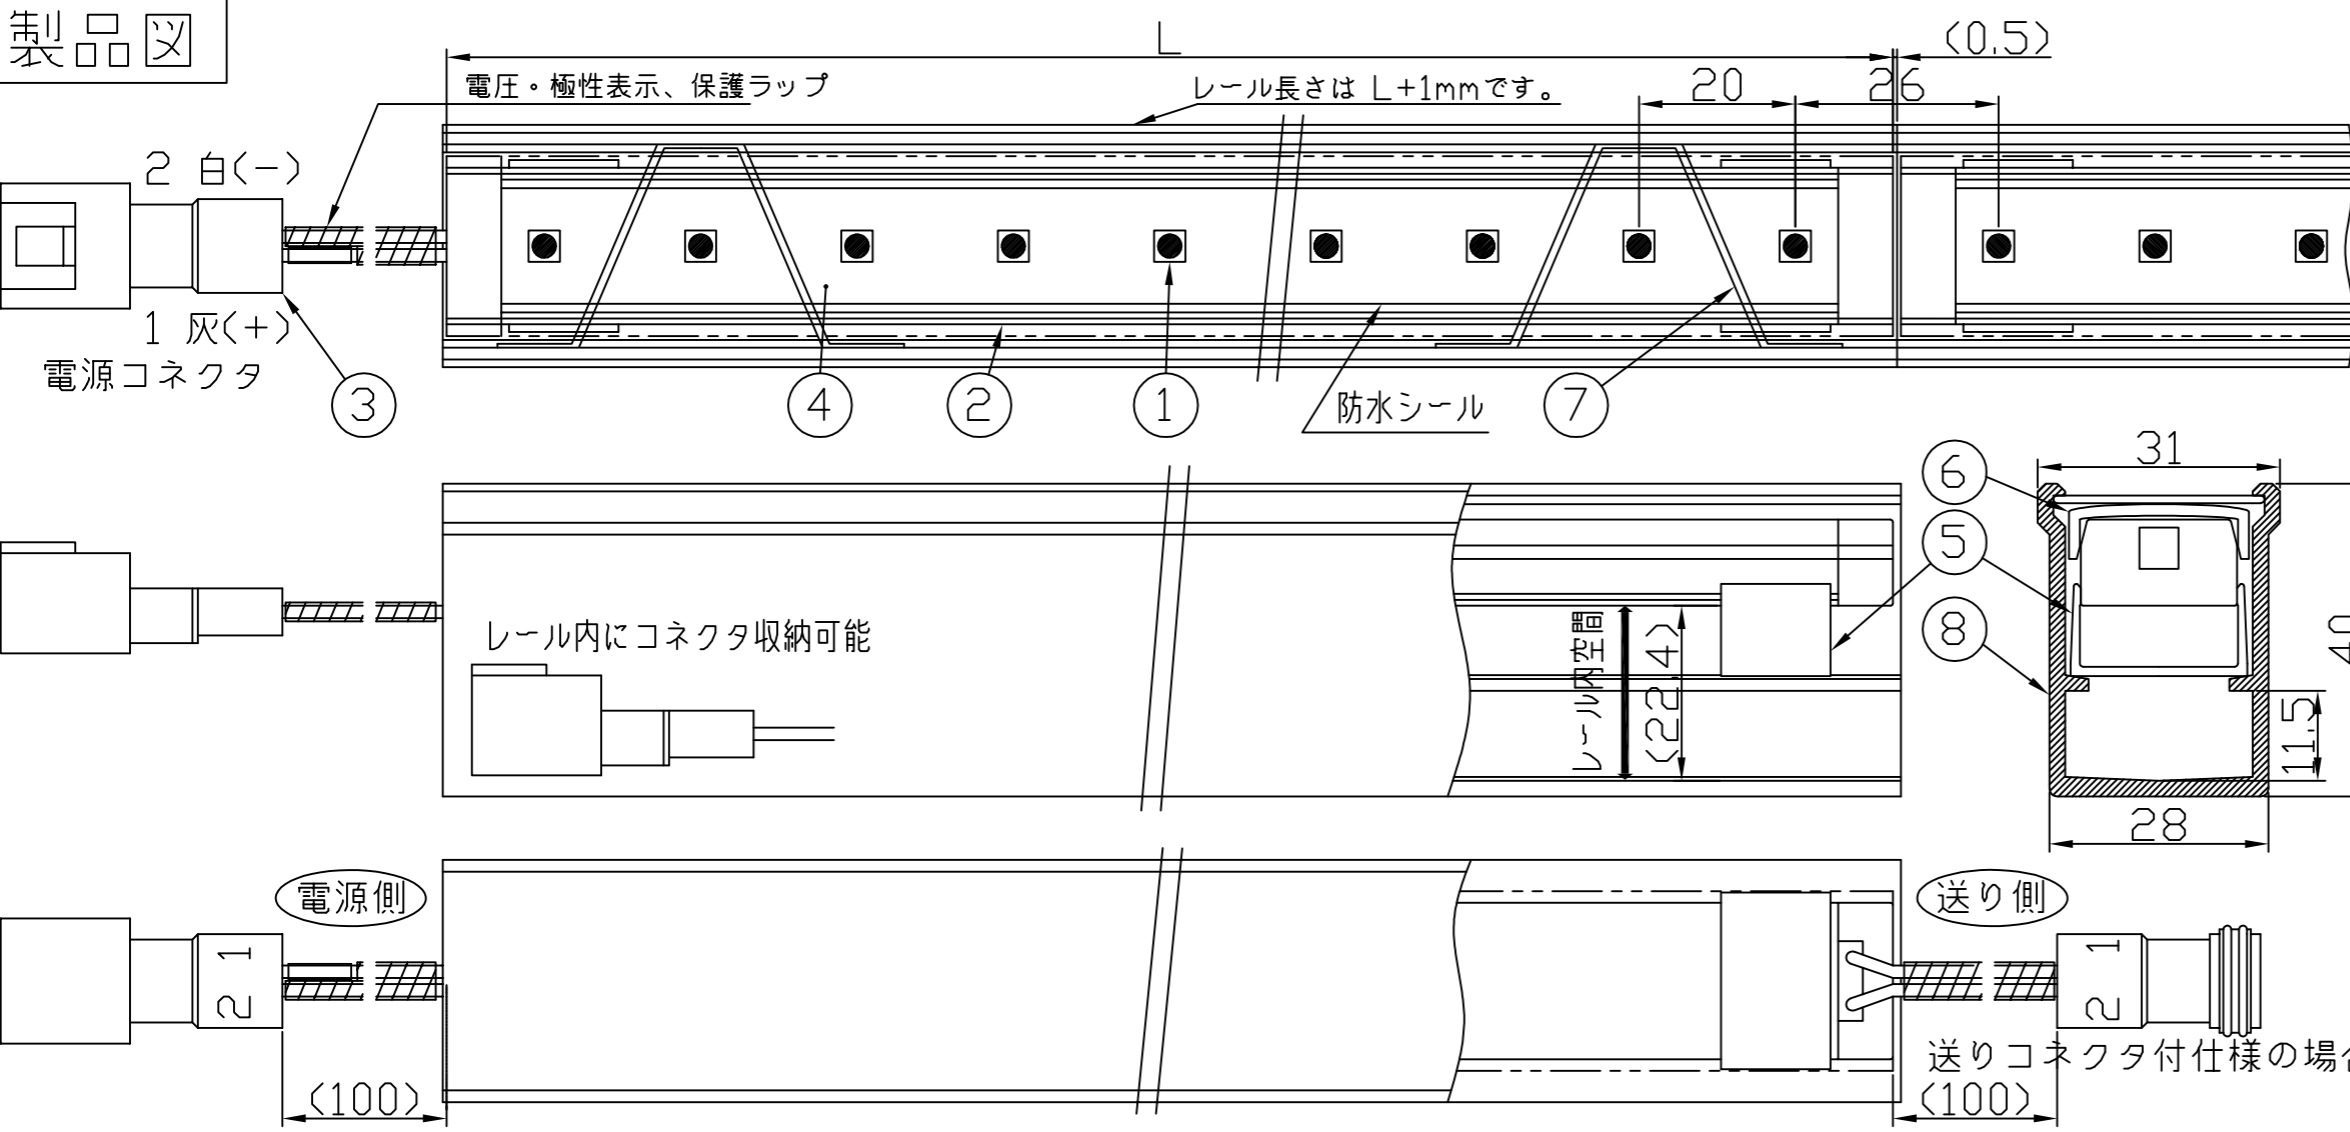 製品図
L
(0.5)
電圧・極性表示、保護ラップ
レール長さは L+1mmです。
20
26
2 白(-)
1 灰(+)
電源コネクタ
3
4
2
1
防水シール
7
6
31
5
8
レール内にコネクタ収納可能
レール内空間
(22.4)
40
11.5
28
電源側
送り側
2 1
2 1
送りコネクタ付仕様の場合
(100)
(100)